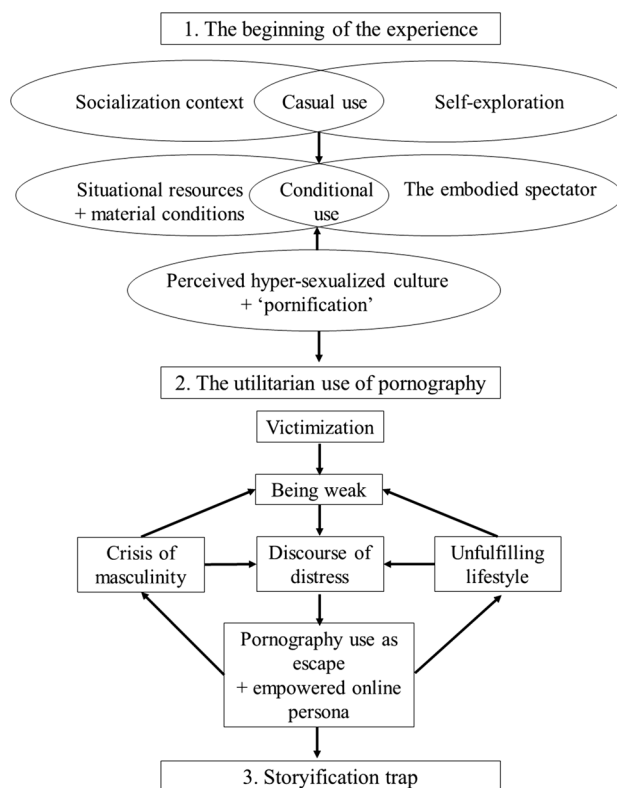 1. The beginning of the experience
Socialization context
Casual use
Self-exploration
Situational resources
+ material conditions
Conditional
use
The embodied spectator
Perceived hyper-sexualized culture
+ ‘pornification’
2. The utilitarian use of pornography
Victimization
Being weak
Crisis of
masculinity
Discourse of
distress
Unfulfilling
lifestyle
Pornography use as
escape
+ empowered online
persona
3. Storyification trap